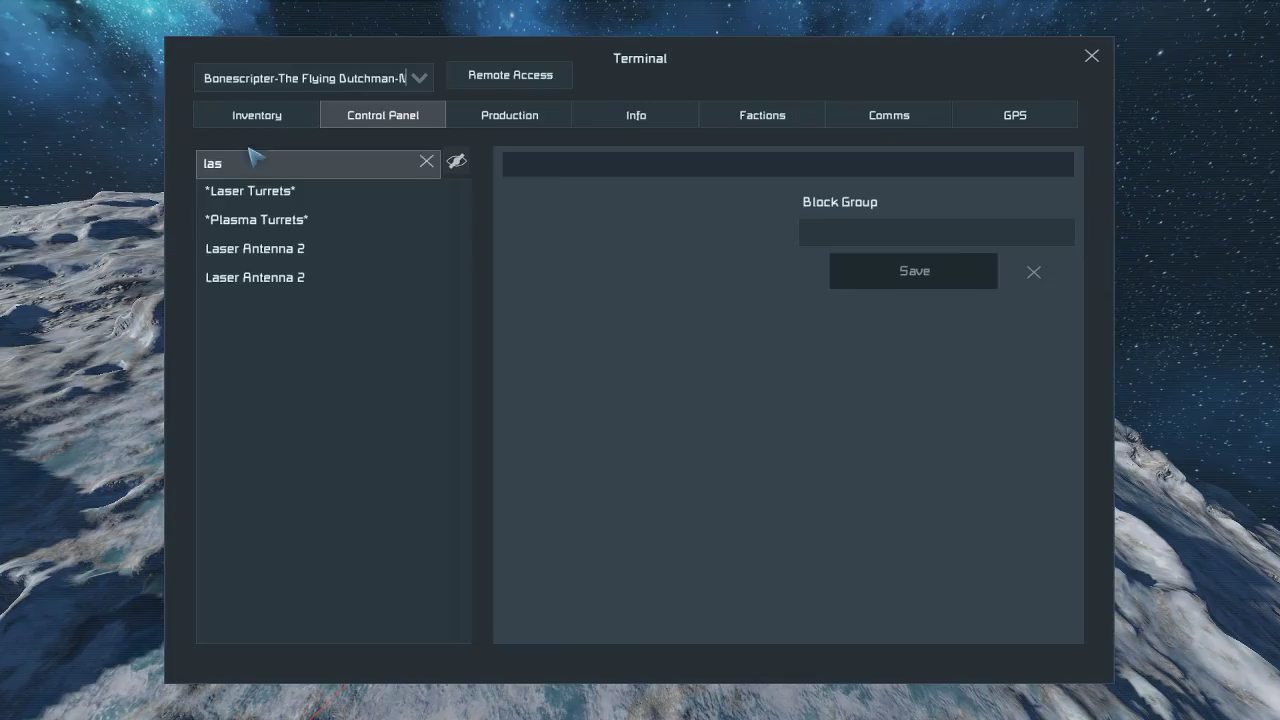 Terminal
Bonescripter-The Flying Dutchman-
Remote Access
Inventory
Control Panel
Production
Info
Factions
Comms
GPS
las
*Laser Turrets*
*Plasma Turrets*
Laser Antenna 2
Laser Antenna 2
Block Group
Save